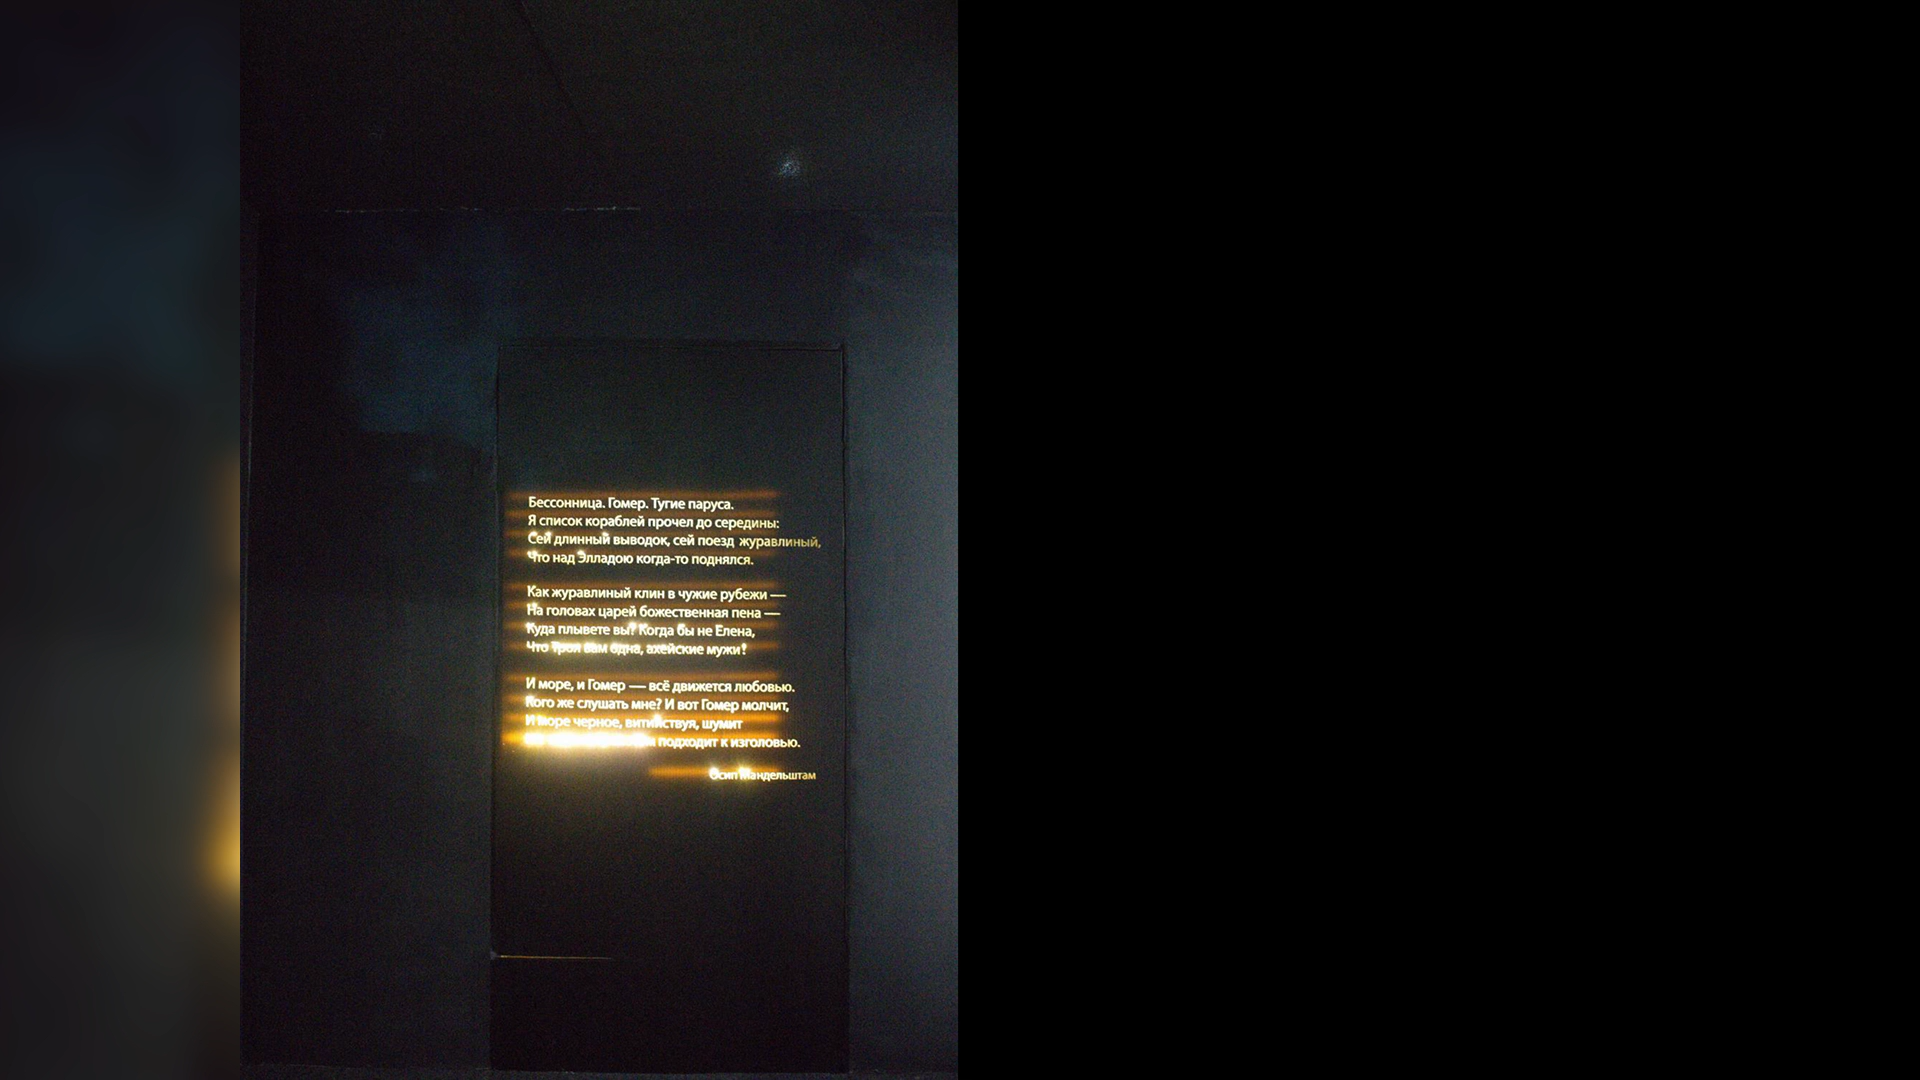 Бессонница. Гомер. Тугие паруса.
Я список кораблей прочел до середины:
Сей длинный выводок, сей поезд журавлиный,
Что над Элладою когда-то поднялся.
Как журавлиный клин в чужие рубежи —
На головах царей божественная пена —
Куда плывете вы? Когда бы не Елена,
Что Троя вам одна, ахейские мужи?
И море, и Гомер — всё движется любовью.
Кого же слушать мне? И вот Гомер молчит,
И море черное, витийствуя, шумит
подходит к изголовью.
Осип Мандельштам